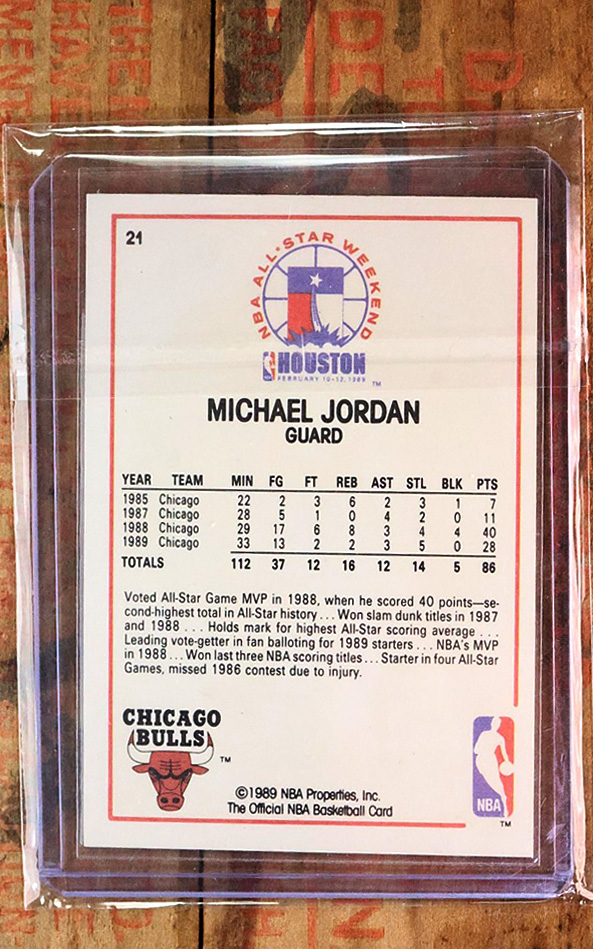 THE
HAVE
MENT
FACT
DE
21
NBA ALL★STAR WEEKEND
HOUSTON
FEBRUARY 10-12, 1989
TM
MICHAEL JORDAN
GUARD
YEAR TEAM MIN FG FT REB AST STL BLK PTS
1985 Chicago 22 2 3 6 2 3 1 7
1987 Chicago 28 5 1 0 4 2 0 11
1988 Chicago 29 17 6 8 3 4 4 40
1989 Chicago 33 13 2 2 3 5 0 28
TOTALS 112 37 12 16 12 14 5 86
Voted All-Star Game MVP in 1988, when he scored 40 points—se-
cond-highest total in All-Star history . . . Won slam dunk titles in 1987
and 1988 . . . Holds mark for highest All-Star scoring average . . .
Leading vote-getter in fan balloting for 1989 starters . . . NBA's MVP
in 1988 . . . Won last three NBA scoring titles . . . Starter in four All-Star
Games, missed 1986 contest due to injury.
CHICAGO
BULLS
TM
©1989 NBA Properties, Inc.
The Official NBA Basketball Card
NBA
TM